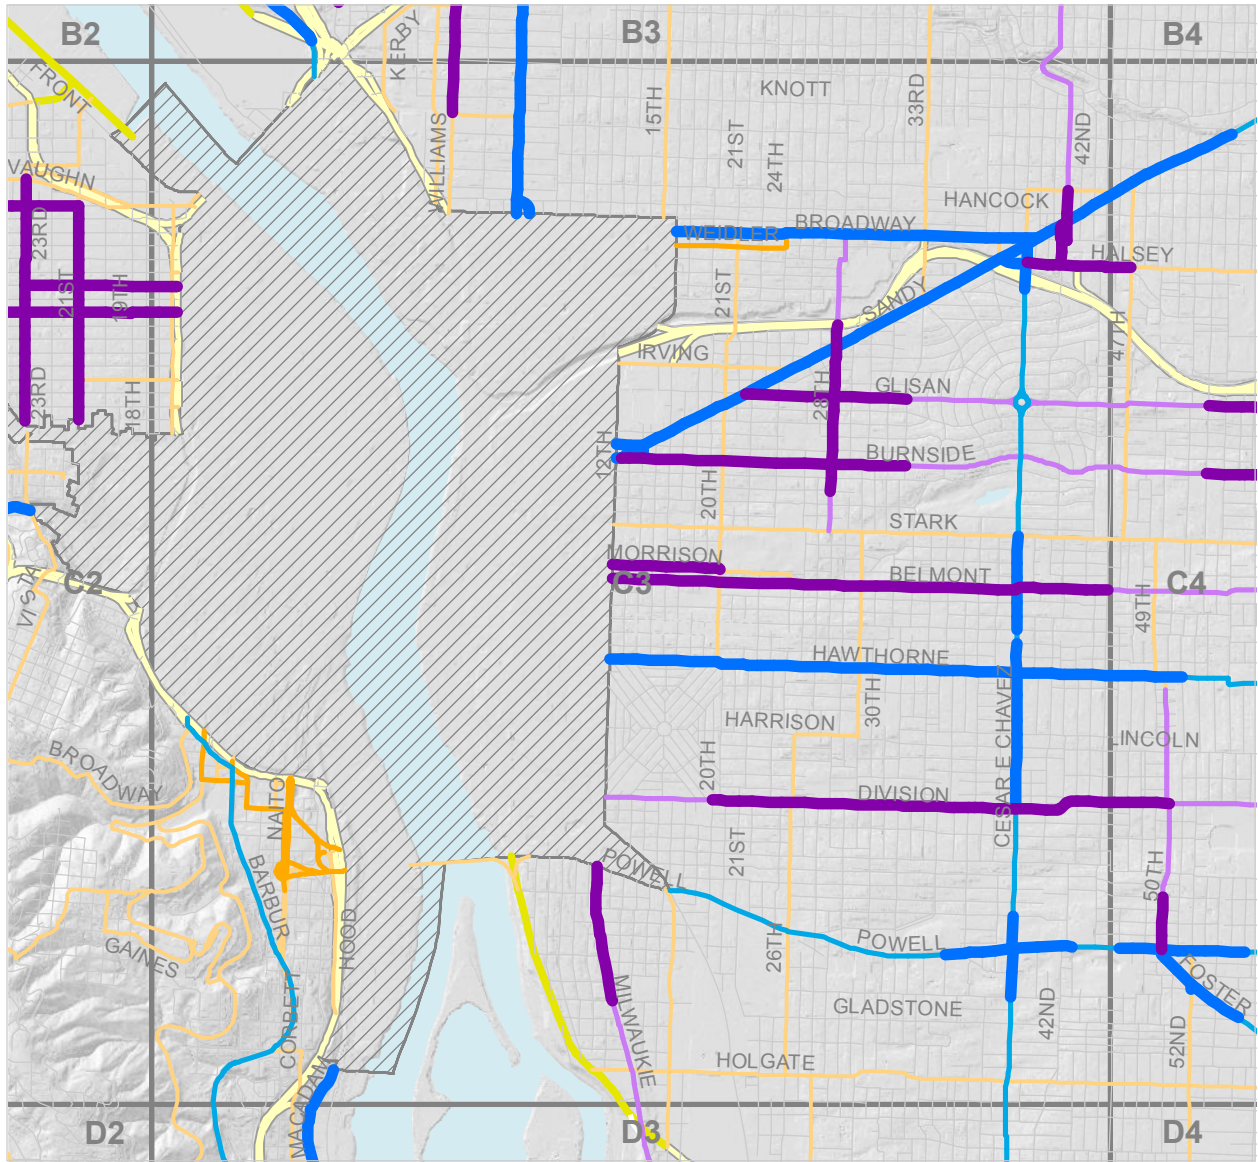 B2
B3
B4
KERBY
FRONT
KNOTT
15TH
33RD
WILLIAMS
21ST
24TH
42ND
VAUGHN
HANCOCK
BROADWAY
WEIDLER
23RD
HALSEY
21ST
19TH
21ST
SANDY
47TH
IRVING
23RD
18TH
28TH
GLISAN
12TH
BURNSIDE
20TH
STARK
MORRISON
BELMONT
C2
C3
C4
VISTA
49TH
HAWTHORNE
30TH
CESAR E CHAVEZ
HARRISON
LINCOLN
BROADWAY
20TH
NAITO
DIVISION
21ST
POWELL
50TH
BARBUR
HOOD
GAINES
26TH
POWELL
FOSTER
CORBETT
MILWAUKIE
GLADSTONE
42ND
52ND
HOLGATE
MACADAM
D2
D3
D4